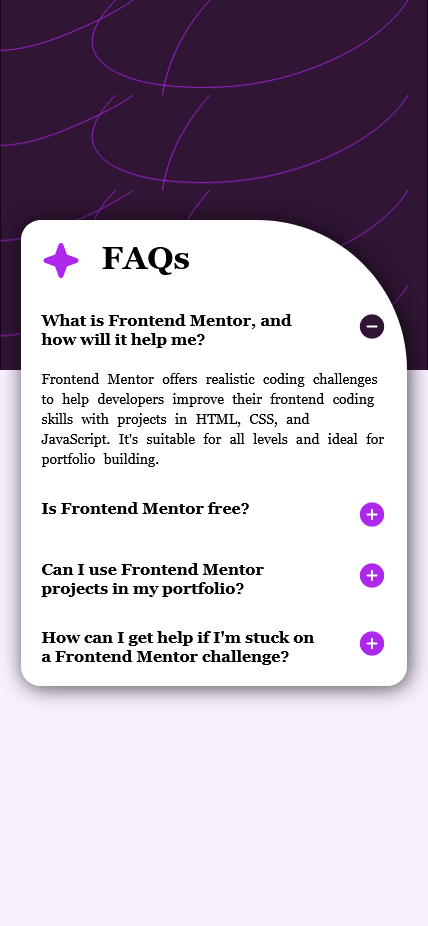 FAQs
What is Frontend Mentor, and
how will it help me?
Frontend Mentor offers realistic coding challenges
to help developers improve their frontend coding
skills with projects in HTML, CSS, and
JavaScript. It's suitable for all levels and ideal for
portfolio building.
Is Frontend Mentor free?
Can I use Frontend Mentor
projects in my portfolio?
How can I get help if I'm stuck on
a Frontend Mentor challenge?